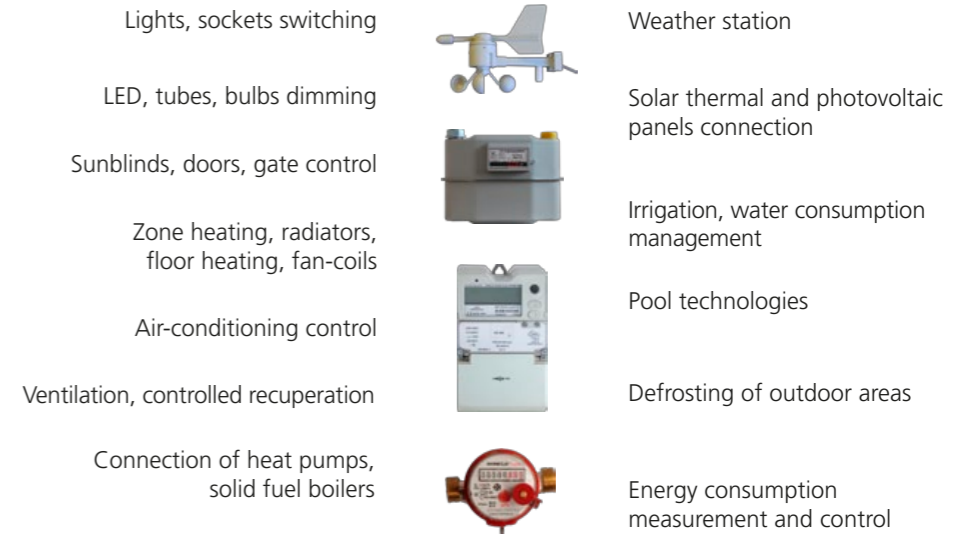 Lights, sockets switching
LED, tubes, bulbs dimming
Sunblinds, doors, gate control
Zone heating, radiators,
floor heating, fan-coils
Air-conditioning control
Ventilation, controlled recuperation
Connection of heat pumps,
solid fuel boilers
Weather station
Solar thermal and photovoltaic
panels connection
Irrigation, water consumption
management
Pool technologies
Defrosting of outdoor areas
Energy consumption
measurement and control